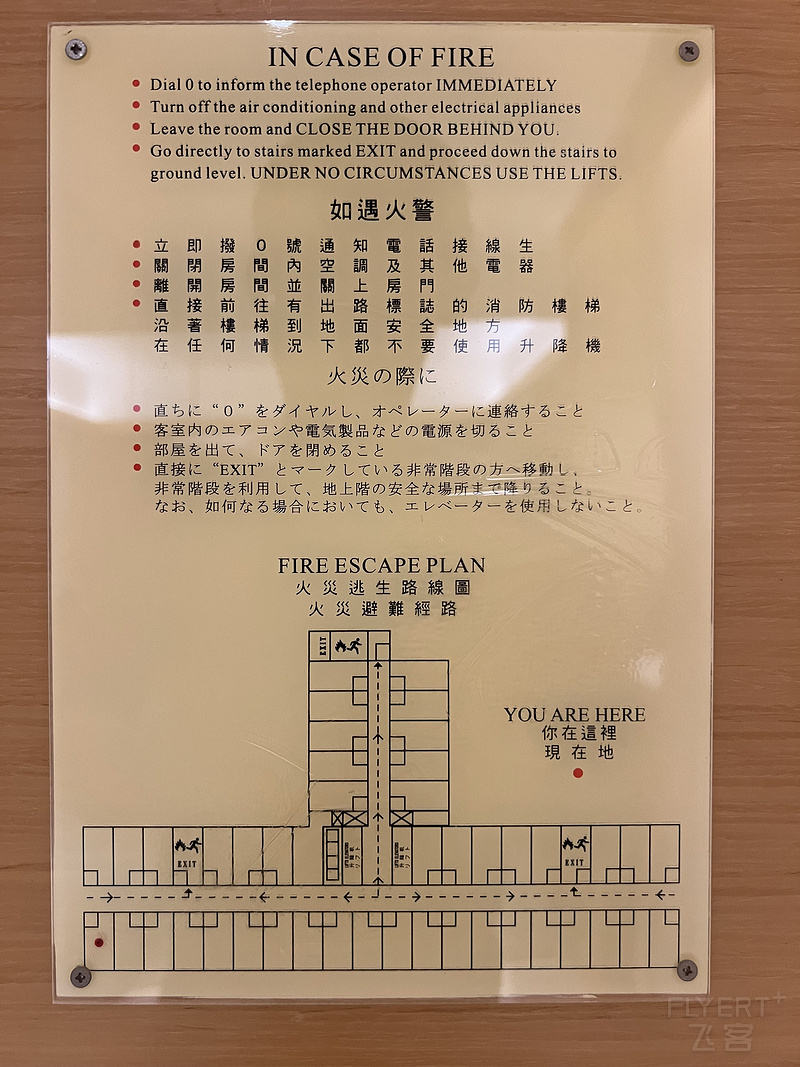 IN CASE OF FIRE
Dial 0 to inform the telephone operator IMMEDIATELY
Turn off the air conditioning and other electrical appliances
Leave the room and CLOSE THE DOOR BEHIND YOU.
Go directly to stairs marked EXIT and proceed down the stairs to
ground level. UNDER NO CIRCUMSTANCES USE THE LIFTS.
如遇火警
立即撥0號通知電話接線生
關閉房間內空調及其他電器
離開房間並關上房門
直接前往有出路標誌的消防樓梯
沿著樓梯到地面安全地方
在任何情況下都不要使用升降機
火災の際に
直ちに“0”をダイヤルし、オペレーターに連絡すること
客室内のエアコンや電気製品などの電源を切ること
部屋を出て、ドアを閉めること
直接に“EXIT”とマークしている非常階段の方へ移動し、
非常階段を利用して、地上階の安全な場所まで降りること。
なお、如何なる場合においても、エレベーターを使用しないこと。
FIRE ESCAPE PLAN
火災逃生路線圖
火災避難經路
EXIT
YOU ARE HERE
你在這裡
現在地
EXIT
EXIT
FLYERT+
飞客